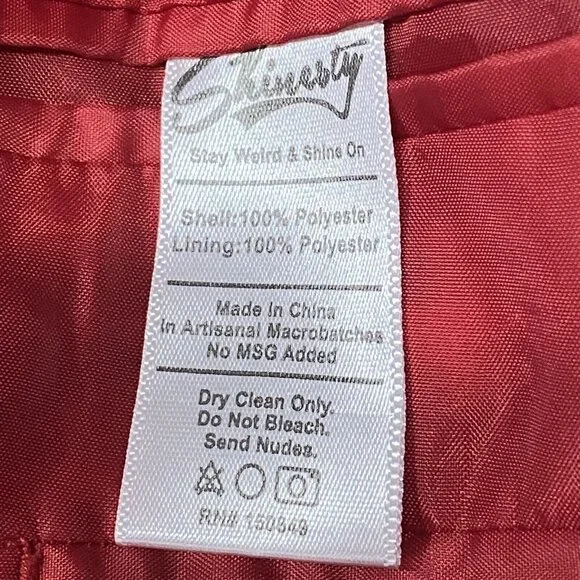 Shinesty
Stay Weird & Shine On
Shell:100% Polyester
Lining:100% Polyester
Made In China
In Artisanal Macrobatches
No MSG Added
Dry Clean Only.
Do Not Bleach.
Send Nudes.
RN# 150849